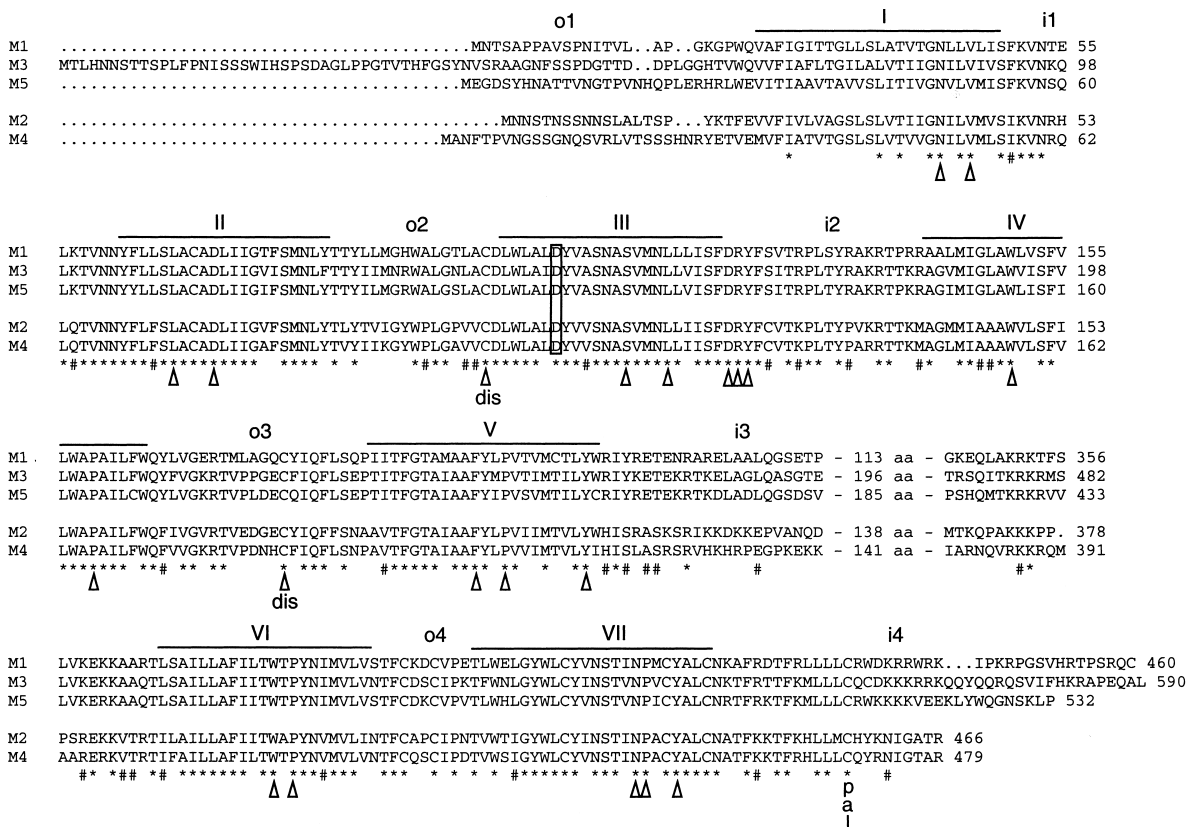 o1 I i1
M1 ..........................................MNTSAPPAVSPNITVL..AP..GKGPWQVAFIGITTGLLSLATVTGNLLVLISFKVNTE 55
M3 MTLHNNSTTSPLFPNISSSWIHSPSDAGLPPGTVTHFGSYNVSRAAGNFSSPDGTTDD..DPLGGHTVWQVVFIAFLTGILALVTIIGNILVIVSFKVNKQ 98
M5 .........................................MEGDSYHNATTVNGTPVNHQPLERHRLWEVITIAAVTAVVSLITIVGNVLVMISFKVNSQ 60
M2 .............................................MNNSTNSSNNSLALTSP...YKTFEVVFIVLVAGSLSLVTIIGNILVMVSIKVNRH 53
M4 .......................................MANFTPVNGSSGNQSVRLVTSSSHNRYETVEMVFIATVTGSLSLVTVVGNILVMLSIKVNRQ 62
* * * ** ** *#***
Δ Δ
II o2 III i2 IV
M1 LKTVNNYFLLSLACADLIIGTFSMNLYTTYLLMGHWALGTLACDLWLALDYVASNASVMNLLLISFDRYFSVTRPLSYRAKRTPRRAALMIGLAWLVSFV 155
M3 LKTVNNYFLLSLACADLIIGVISMNLFTTYIIMNRWALGNLACDLWLAIDYVASNASVMNLLVISFDRYFSITRPLTYRAKRTTKRAGVMIGLAWVISFV 198
M5 LKTVNNYYLLSLACADLIIGIFSMNLYTTYILMGRWALGSLACDLWLALDYVASNASVMNLLVISFDRYFSITRPLTYRAKRTPKRAGIMIGLAWLISFI 160
M2 LQTVNNYFLFSLACADLIIGVFSMNLYTLYTVIGYWPLGPVVCDLWLALDYVVSNASVMNLLIISFDRYFCVTKPLTYPVKRTTKMAGMMIAAAWVLSFI 153
M4 LQTVNNYFLFSLACADLIIGAFSMNLYTVYIIKGYWPLGAVVCDLWLALDYVVSNASVMNLLIISFDRYFCVTKPLTYPARRTTKMAGLMIAAAWVLSFV 162
Δ Δ Δ Δ Δ ΔΔΔ Δ
dis
o3 V i3
M1 LWAPAILFWQYLVGERTMLAGQCYIQFLSQPIITFGTAMAAFYLPVTVMCTLYWRIYRETENRARELAALQGSETP - 113 aa - GKEQLAKRKTFS 356
M3 LWAPAILFWQYFVGKRTVPPGECFIQFLSEPTITFGTAIAAFYMPVTIMTILYWRIYKETEKRTKELAGLQASGTE - 196 aa - TRSQITKRKRMS 482
M5 LWAPAILCWQYLVGKRTVPLDECQIQFLSEPTITFGTAIAAFYIPVSVMTILYCRIYRETEKRTKDLADLQGSDSV - 185 aa - PSHQMTKRKRVV 433
M2 LWAPAILFWQFIVGVRTVEDGECYIQFFSNAAVTFGTAIAAFYLPVIIMTVLYWHISRASKSRIKKDKKEPVANQD - 138 aa - MTKQPAKKKPP. 378
M4 LWAPAILFWQFVVGKRTVPDNHCFIQFLSNPAVTFGTAIAAFYLPVVIMTVLYIHISLASRSRVHKHRPEGPKEKK - 141 aa - IARNQVRKKRQM 391
Δ Δ Δ Δ Δ
dis
VI o4 VII i4
M1 LVKEKKAARTLSAILLAFILTWTPYNIMVLVSTFCKDCVPETLWELGYWLCYVNSTINPMCYALCNKAFRDTFRLLLLCRWDKRRWRK...IPKRPGSVHRTPSRQC 460
M3 LVKEKKAAQTLSAILLAFIITWTPYNIMVLVNTFCDSCIPKTFWNLGYWLCYINSTVNPVCYALCNKTFRTTFKMLLLCQCDKKKRRKQQYQQRQSVIFHKRAPEQAL 590
M5 LVKERKAAQTLSAILLAFIITWTPYNIMVLVNTFCDKCVPVTLWHLGYWLCYVNSTINPICYALCNRTFRKTFKMLLLCRWKKKKVEEKLYWQGNSKLP 532
M2 PSREKKVTRTILAILLAFIITWAPYNVMVLINTFCAPCIPNTVWTIGYWLCYINSTINPACYALCNATFKKTFKHLLMCHYKNIGATR 466
M4 AARERKVTRTIFAILLAFILTWTPYNVMVLVNTFCQSCIPDTVWSIGYWLCYVNSTINPACYALCNATFKKTFRHLLLCQYRNIGTAR 479
Δ Δ ΔΔ Δ
p
a
l